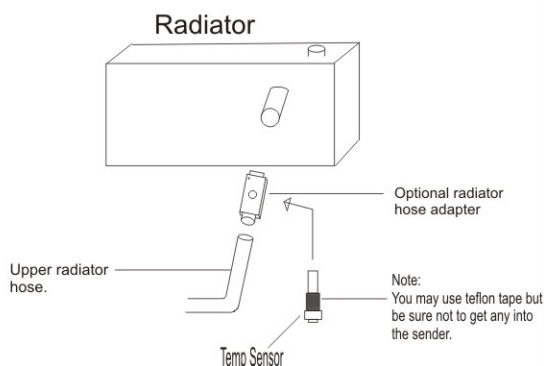 Radiator
Optional radiator
hose adapter
Upper radiator
hose.
Note:
You may use teflon tape but
be sure not to get any into
the sender.
Temp Sensor